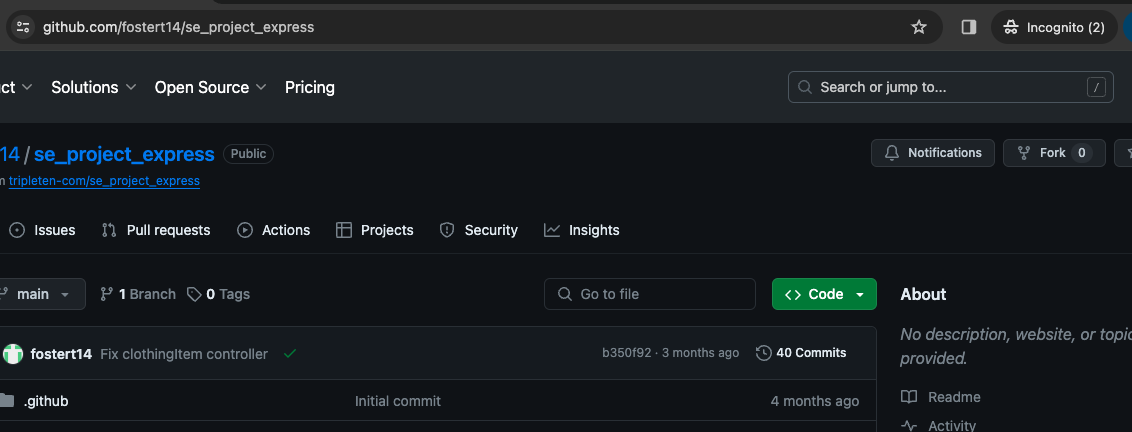 github.com/fostert14/se_project_express
Incognito (2)
ct Solutions Open Source Pricing
Search or jump to... /
14 / se_project_express Public
Notifications Fork 0
m tripleten-com/se_project_express
Issues Pull requests Actions Projects Security Insights
main 1 Branch 0 Tags
Go to file
Code
About
fostert14 Fix clothingItem controller
b350f92 · 3 months ago 40 Commits
No description, website, or topic
provided.
.github Initial commit 4 months ago
Readme
Activity